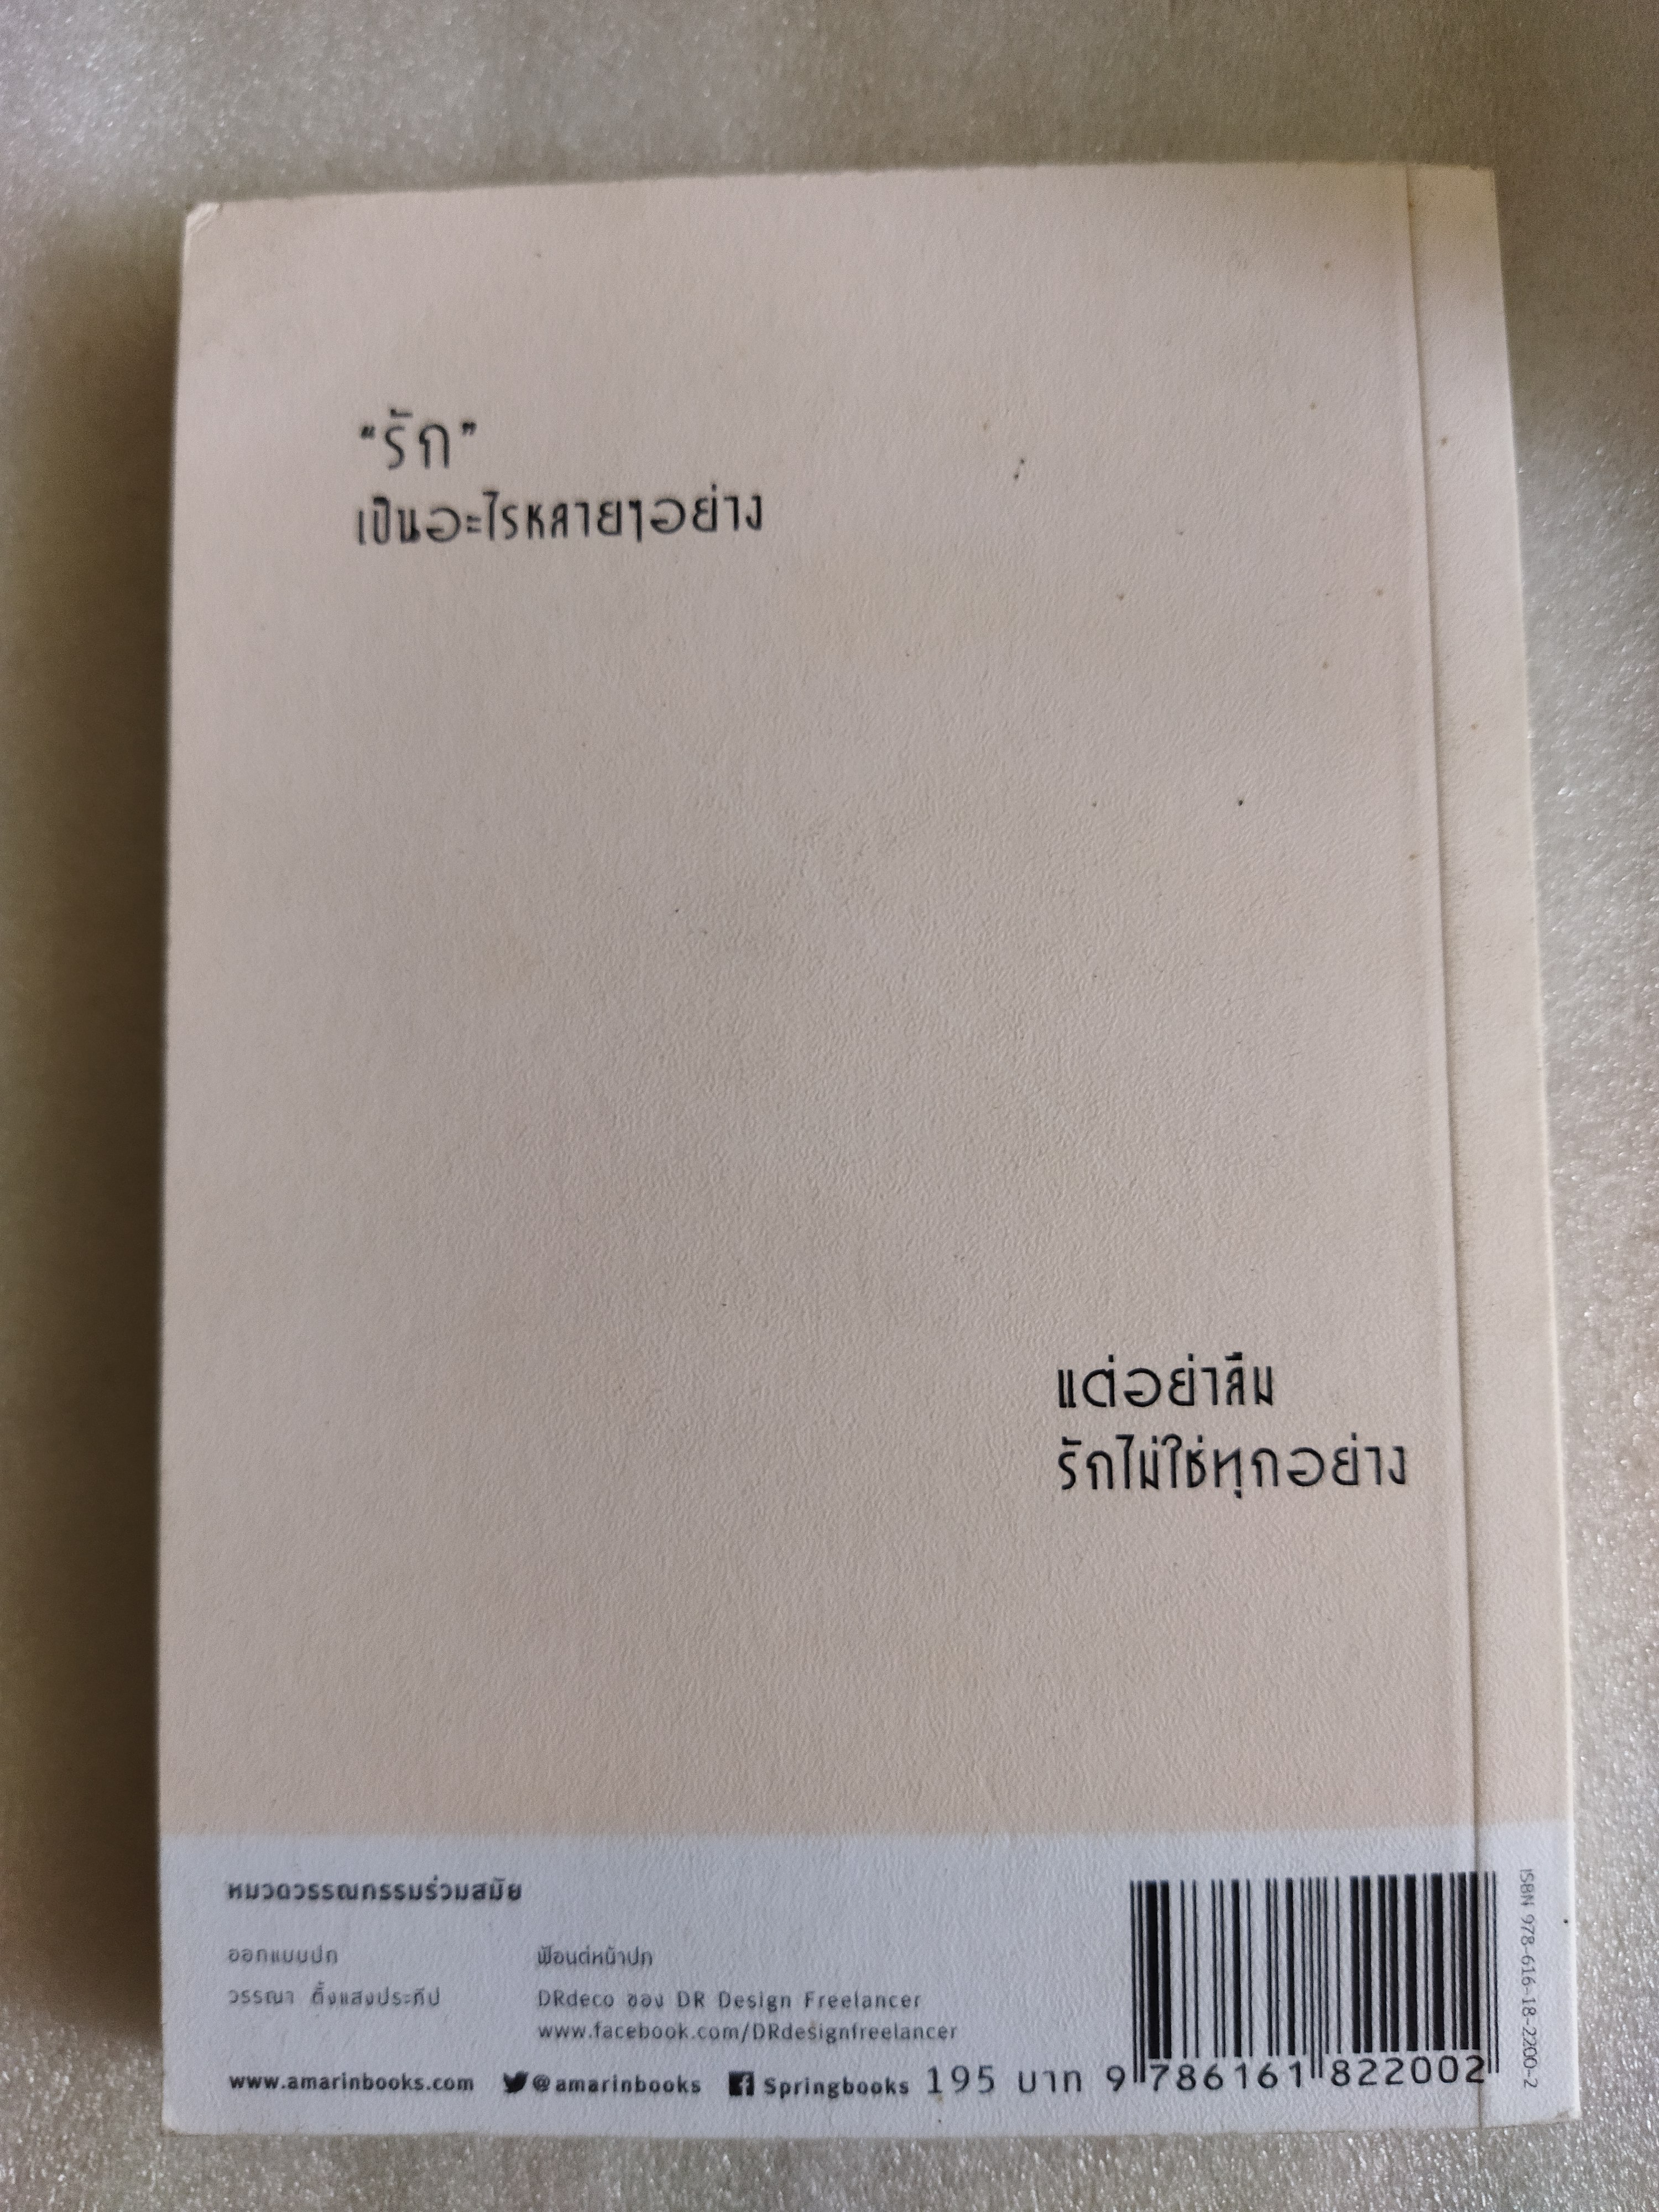 “รัก”
เป็นอะไรหลายๆอย่าง
แต่อย่าลืม
รักไม่ใช่ทุกอย่าง
หมวดวรรณกรรมร่วมสมัย
ออกแบบปก
วรรณา ตั้งแสงประทีป
ฟ้อนต์หน้าปก
DRdeco ของ DR Design Freelancer
www.facebook.com/DRdesignfreelancer
www.amarinbooks.com @amarinbooks Springbooks 195 บาท
9 786161 822002
ISBN 978-616-18-2200-2